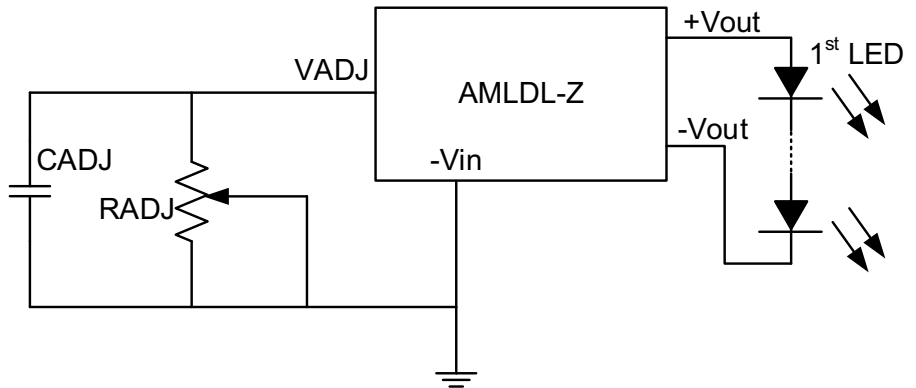 +Vout
1st LED
VADJ
AMLDL-Z
-Vout
-Vin
CADJ
RADJ